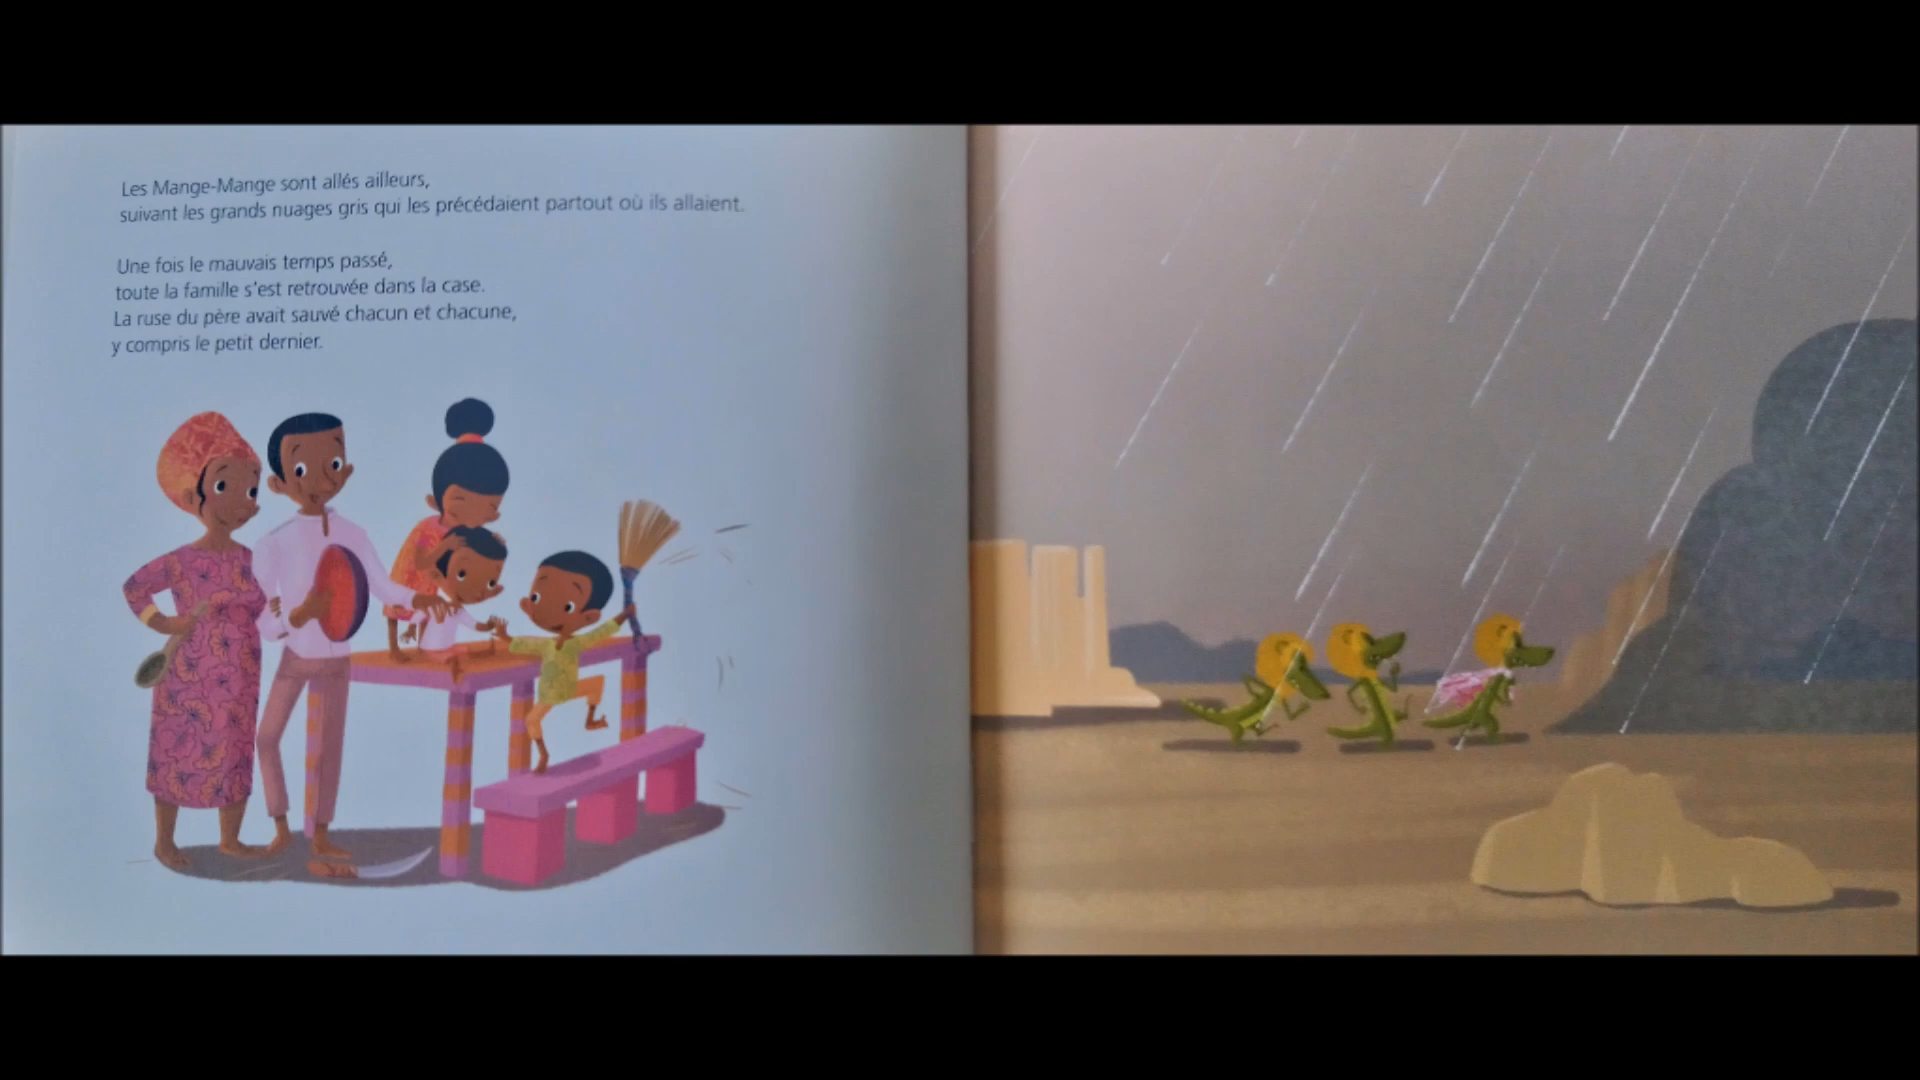 Les Mange-Mange sont allés ailleurs,
suivant les grands nuages gris qui les précédaient partout où ils allaient.
Une fois le mauvais temps passé,
toute la famille s'est retrouvée dans la case.
La ruse du père avait sauvé chacun et chacune,
y compris le petit dernier.